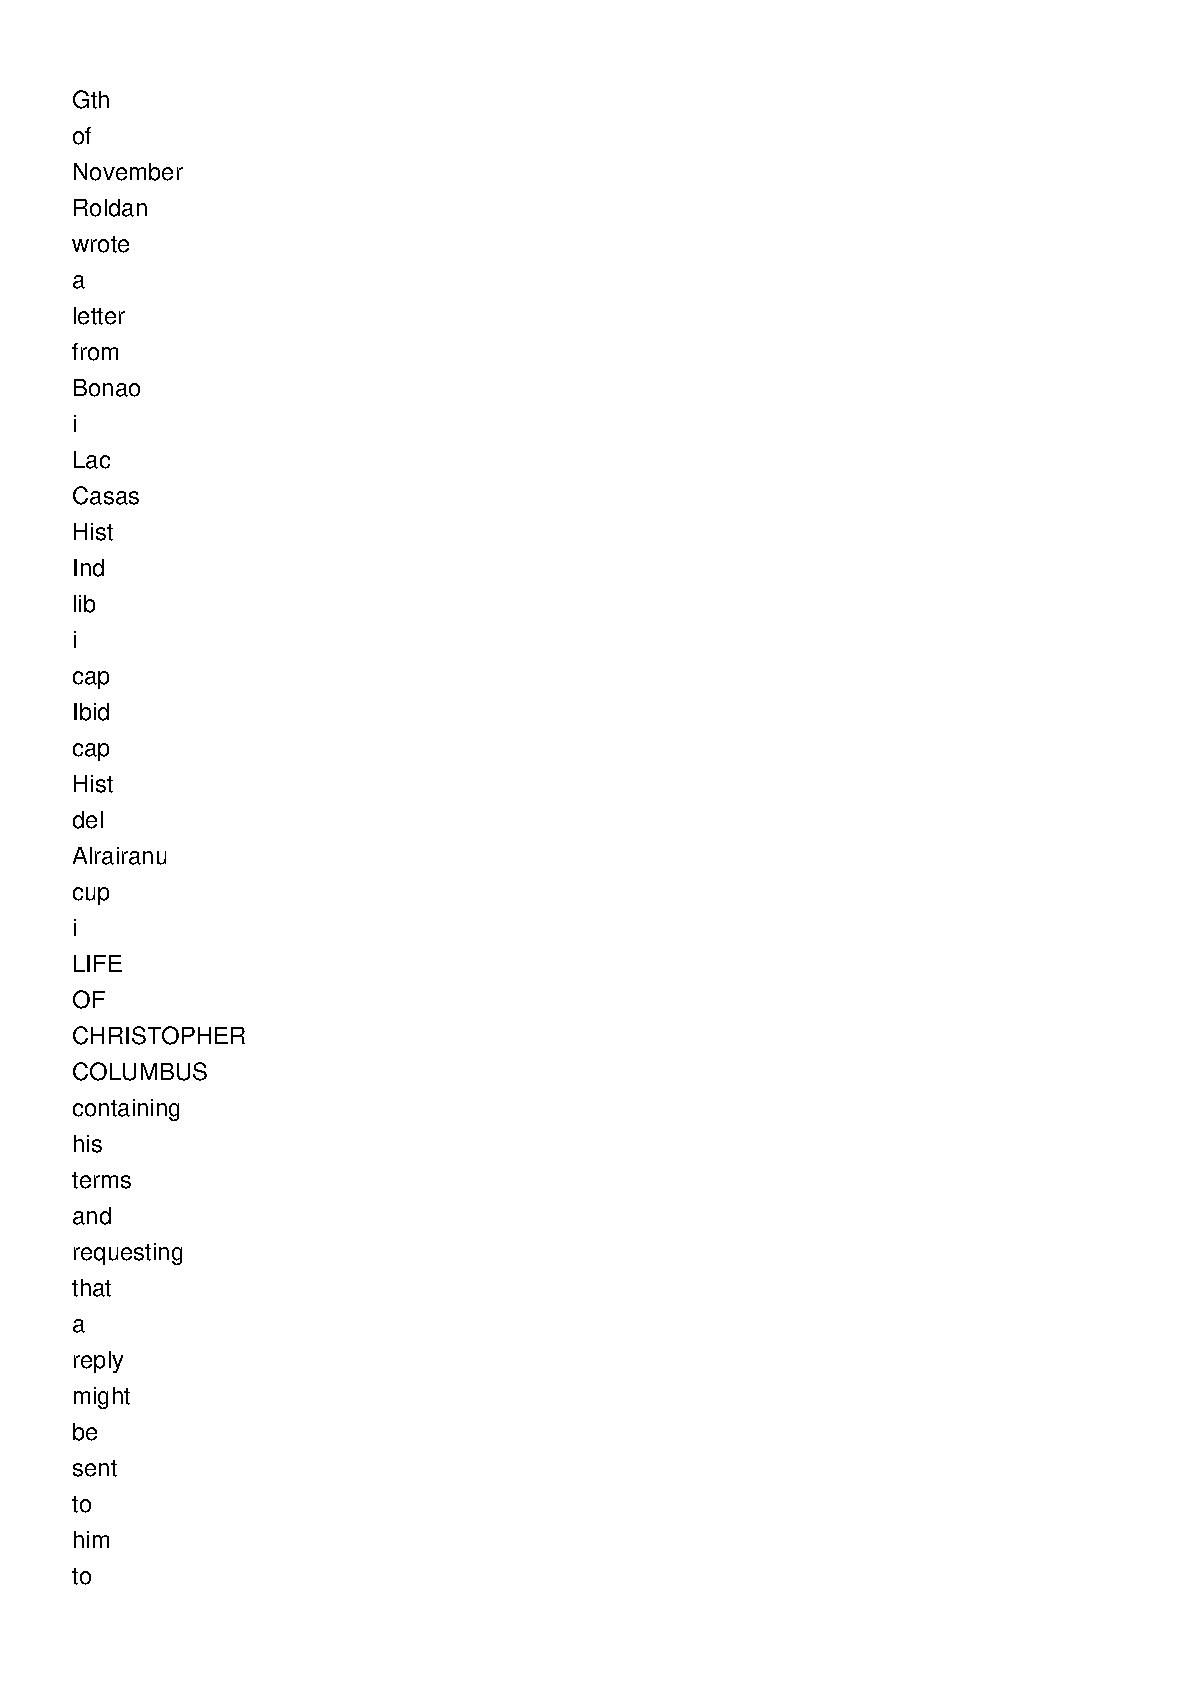 Gth
of
November
Roldan
wrote
a
letter
from
Bonao
i
Lac
Casas
Hist
Ind
lib
i
cap
Ibid
cap
Hist
del
Alrairanu
cup
i
LIFE
OF
CHRISTOPHER
COLUMBUS
containing
his
terms
and
requesting
that
a
reply
might
be
sent
to
him
to